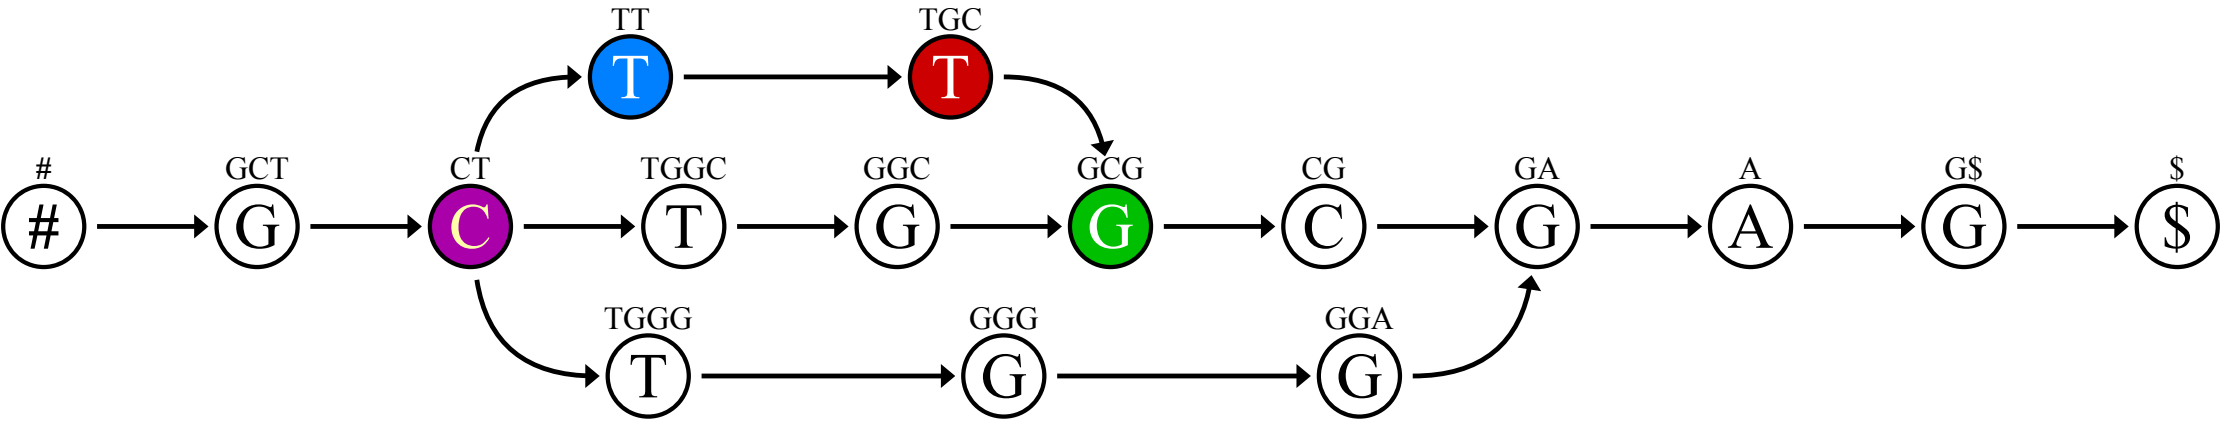 TT TGC
T T
# GCT CT TGGC GGC GCG CG GA A G$ $
# G C T G G C G A G $
TGGG GGG GGA
T G G